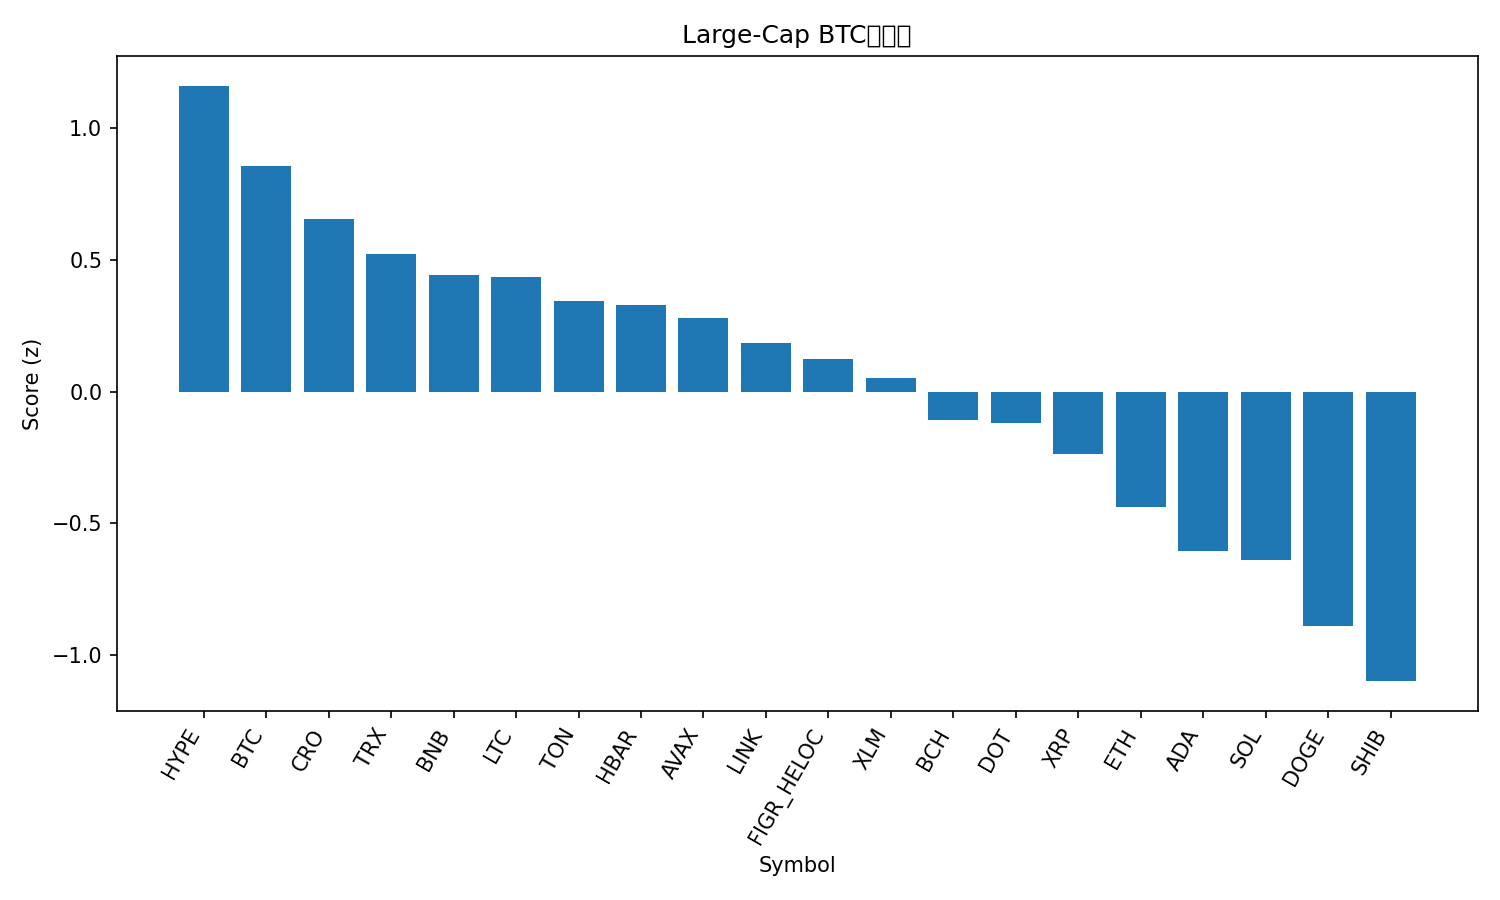 Large-Cap BTC
Score (z)
1.0
0.5
0.0
−0.5
−1.0
HYPE
BTC
CRO
TRX
BNB
LTC
TON
HBAR
AVAX
LINK
FIGR_HELOC
XLM
BCH
DOT
XRP
ETH
ADA
SOL
DOGE
SHIB
Symbol